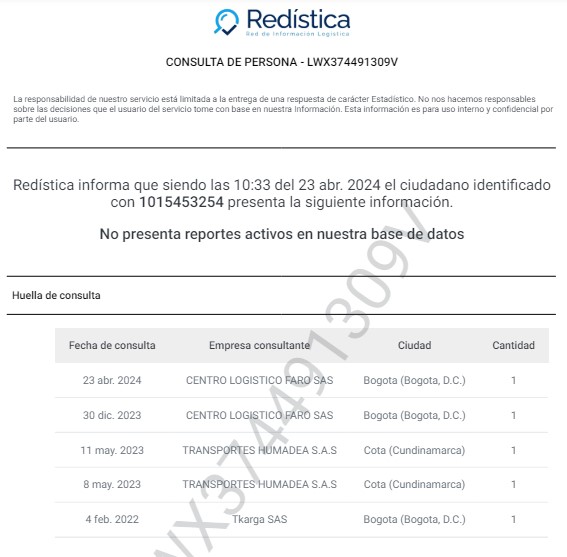 Redística
Red de Información Logística
CONSULTA DE PERSONA - LWX374491309V
La responsabilidad de nuestro servicio está limitada a la entrega de una respuesta de carácter Estadístico. No nos hacemos responsables
sobre las decisiones que el usuario del servicio tome con base en nuestra Información. Esta información es para uso interno y confidencial por
parte del usuario.
Redística informa que siendo las 10:33 del 23 abr. 2024 el ciudadano identificado
con 1015453254 presenta la siguiente información.
No presenta reportes activos en nuestra base de datos
Huella de consulta
Fecha de consulta Empresa consultante Ciudad Cantidad
23 abr. 2024 CENTRO LOGISTICO FARO SAS Bogota (Bogota, D.C.) 1
30 dic. 2023 CENTRO LOGISTICO FARO SAS Bogota (Bogota, D.C.) 1
11 may. 2023 TRANSPORTES HUMADEA S.A.S Cota (Cundinamarca) 1
8 may. 2023 TRANSPORTES HUMADEA S.A.S Cota (Cundinamarca) 1
4 feb. 2022 Tkarga SAS Bogota (Bogota, D.C.) 1
WX374491309V